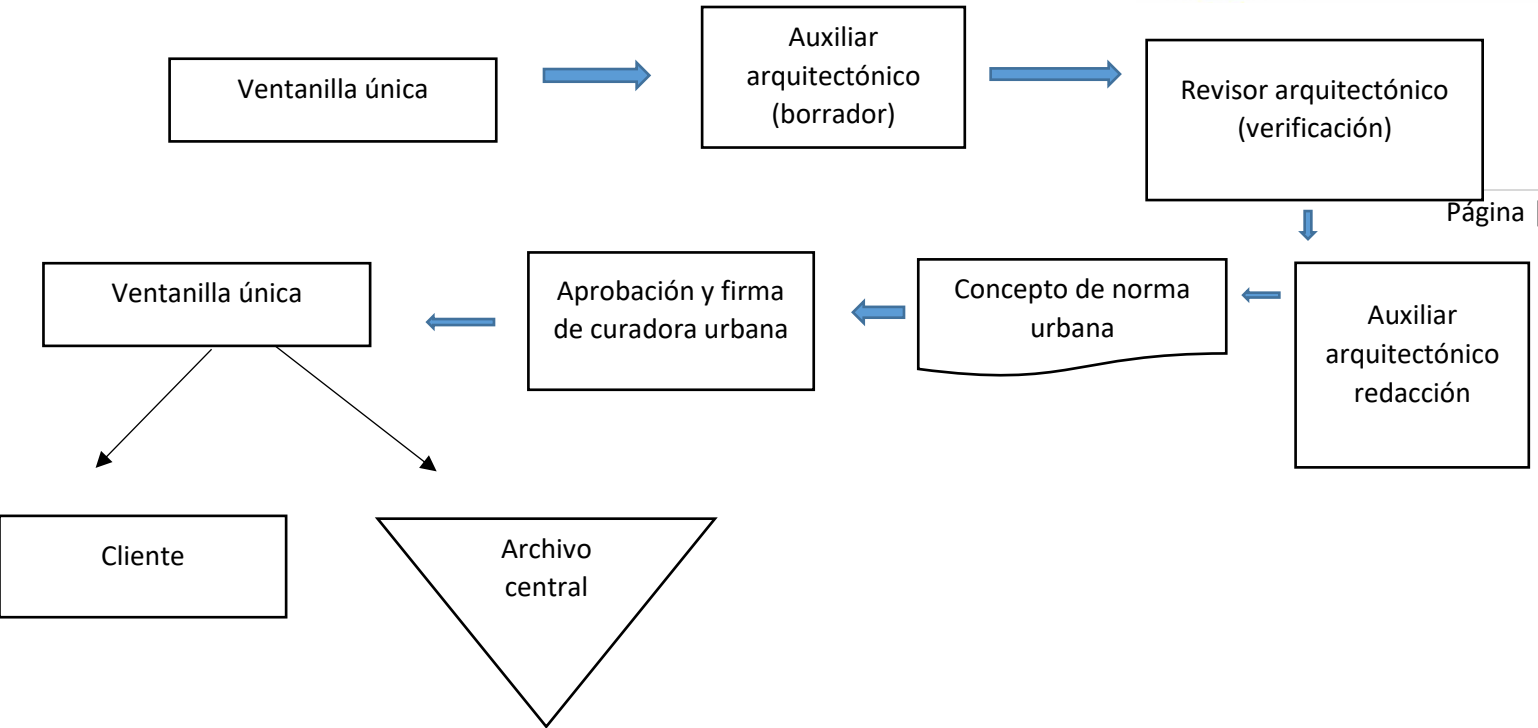 Ventanilla única
Auxiliar
arquitectónico
(borrador)
Revisor arquitectónico
(verificación)
Página |
Ventanilla única
Aprobación y firma
de curadora urbana
Concepto de norma
urbana
Auxiliar
arquitectónico
redacción
Cliente
Archivo
central